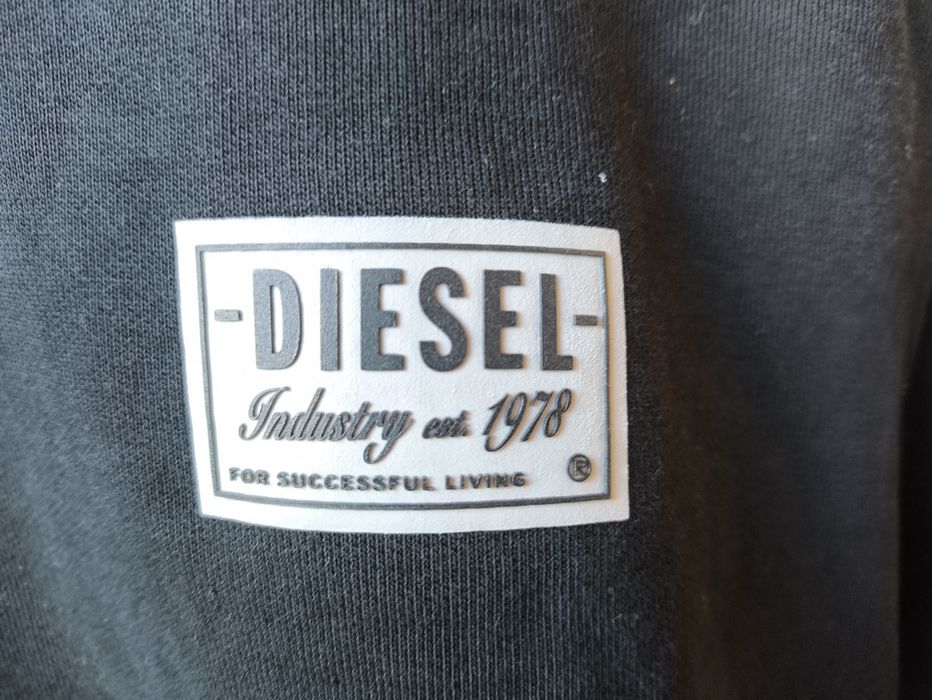 -DIESEL-
Industry est. 1978
FOR SUCCESSFUL LIVING ®